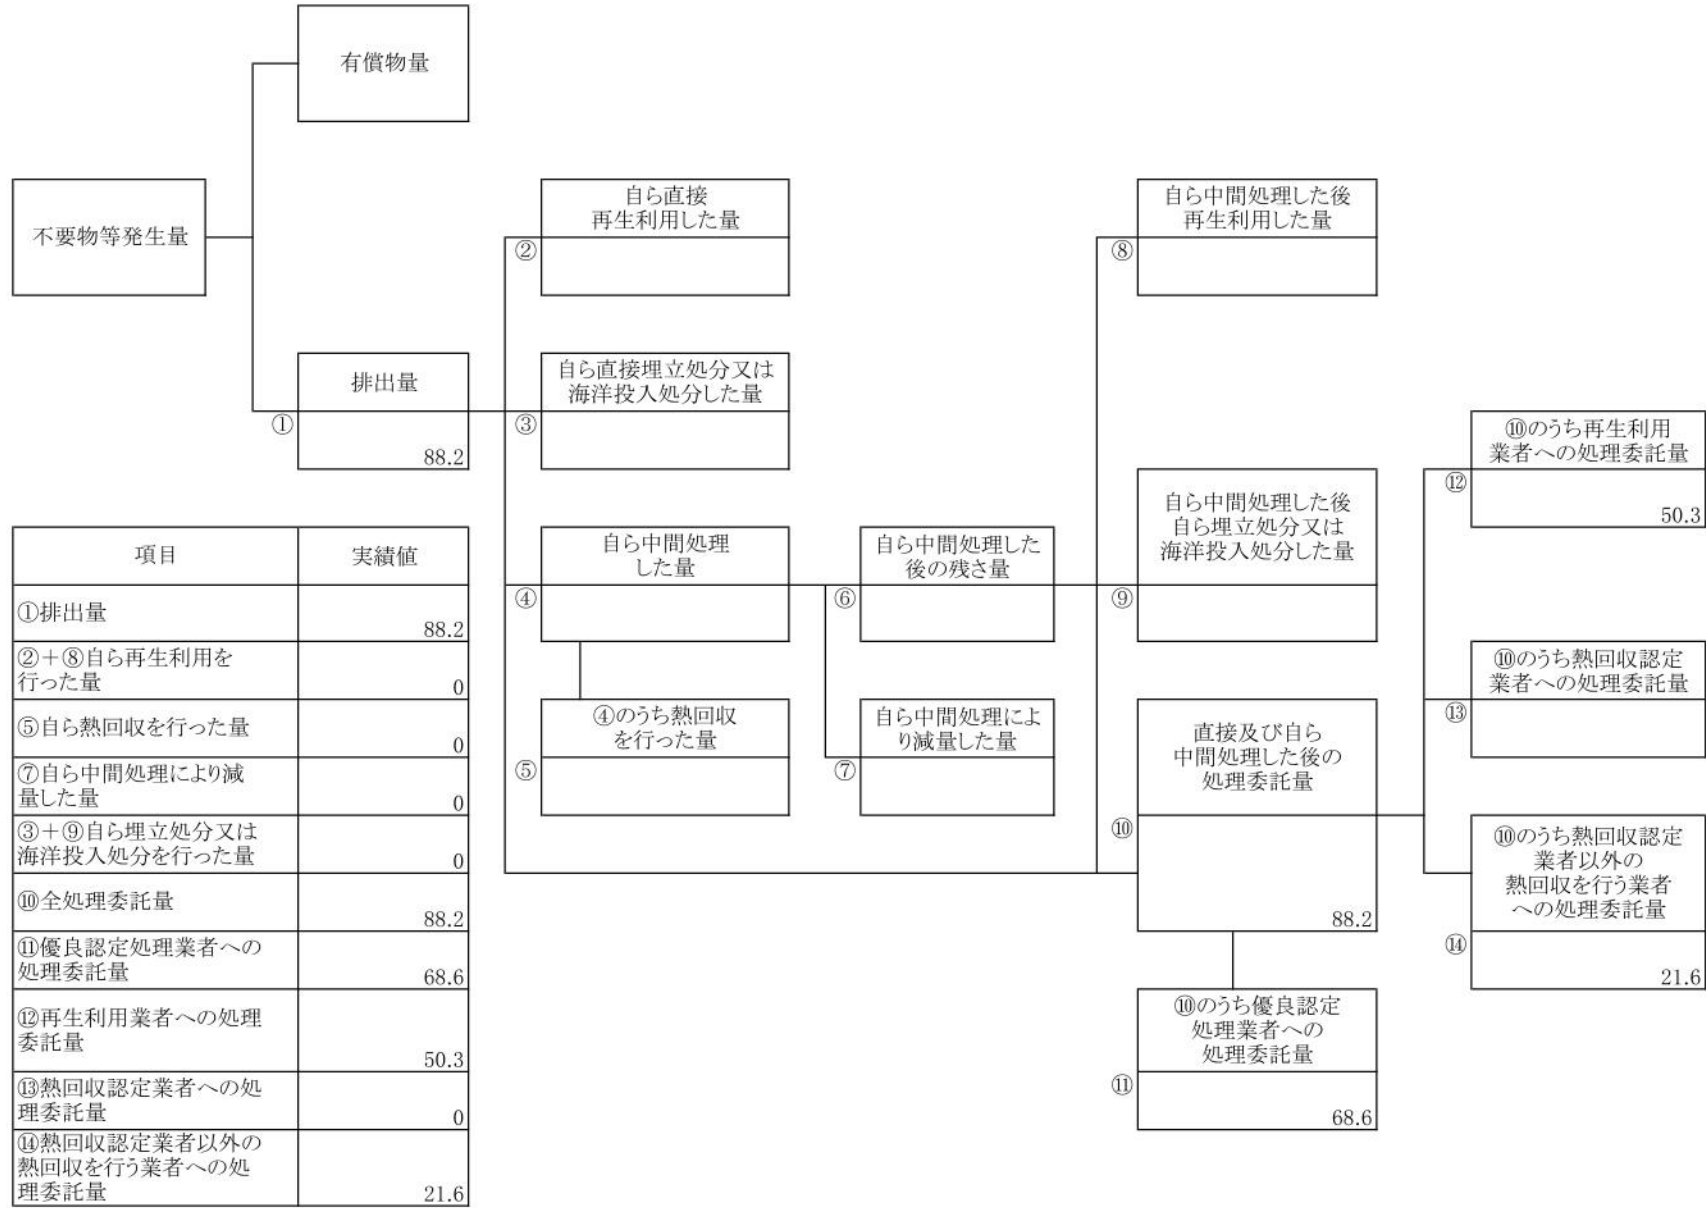 有償物量
不要物等発生量
排出量
①
88.2
自ら直接
再生利用した量
②
自ら直接埋立処分又は
海洋投入処分した量
③
自ら中間処理
した量
④
④のうち熱回収
を行った量
⑤
自ら中間処理した
後の残さ量
⑥
自ら中間処理によ
り減量した量
⑦
自ら中間処理した後
再生利用した量
⑧
自ら中間処理した後
自ら埋立処分又は
海洋投入処分した量
⑨
直接及び自ら
中間処理した後の
処理委託量
⑩
88.2
⑩のうち優良認定
処理業者への
処理委託量
⑪
68.6
⑩のうち再生利用
業者への処理委託量
⑫
50.3
⑩のうち熱回収認定
業者への処理委託量
⑬
⑩のうち熱回収認定
業者以外の
熱回収を行う業者
への処理委託量
⑭
21.6
項目 実績値
①排出量
88.2
②+⑧自ら再生利用を
行った量
0
⑤自ら熱回収を行った量
0
⑦自ら中間処理により減
量した量
0
③+⑨自ら埋立処分又は
海洋投入処分を行った量
0
⑩全処理委託量
88.2
⑪優良認定処理業者への
処理委託量
68.6
⑫再生利用業者への処理
委託量
50.3
⑬熱回収認定業者への処
理委託量
0
⑭熱回収認定業者以外の
熱回収を行う業者への処
理委託量
21.6